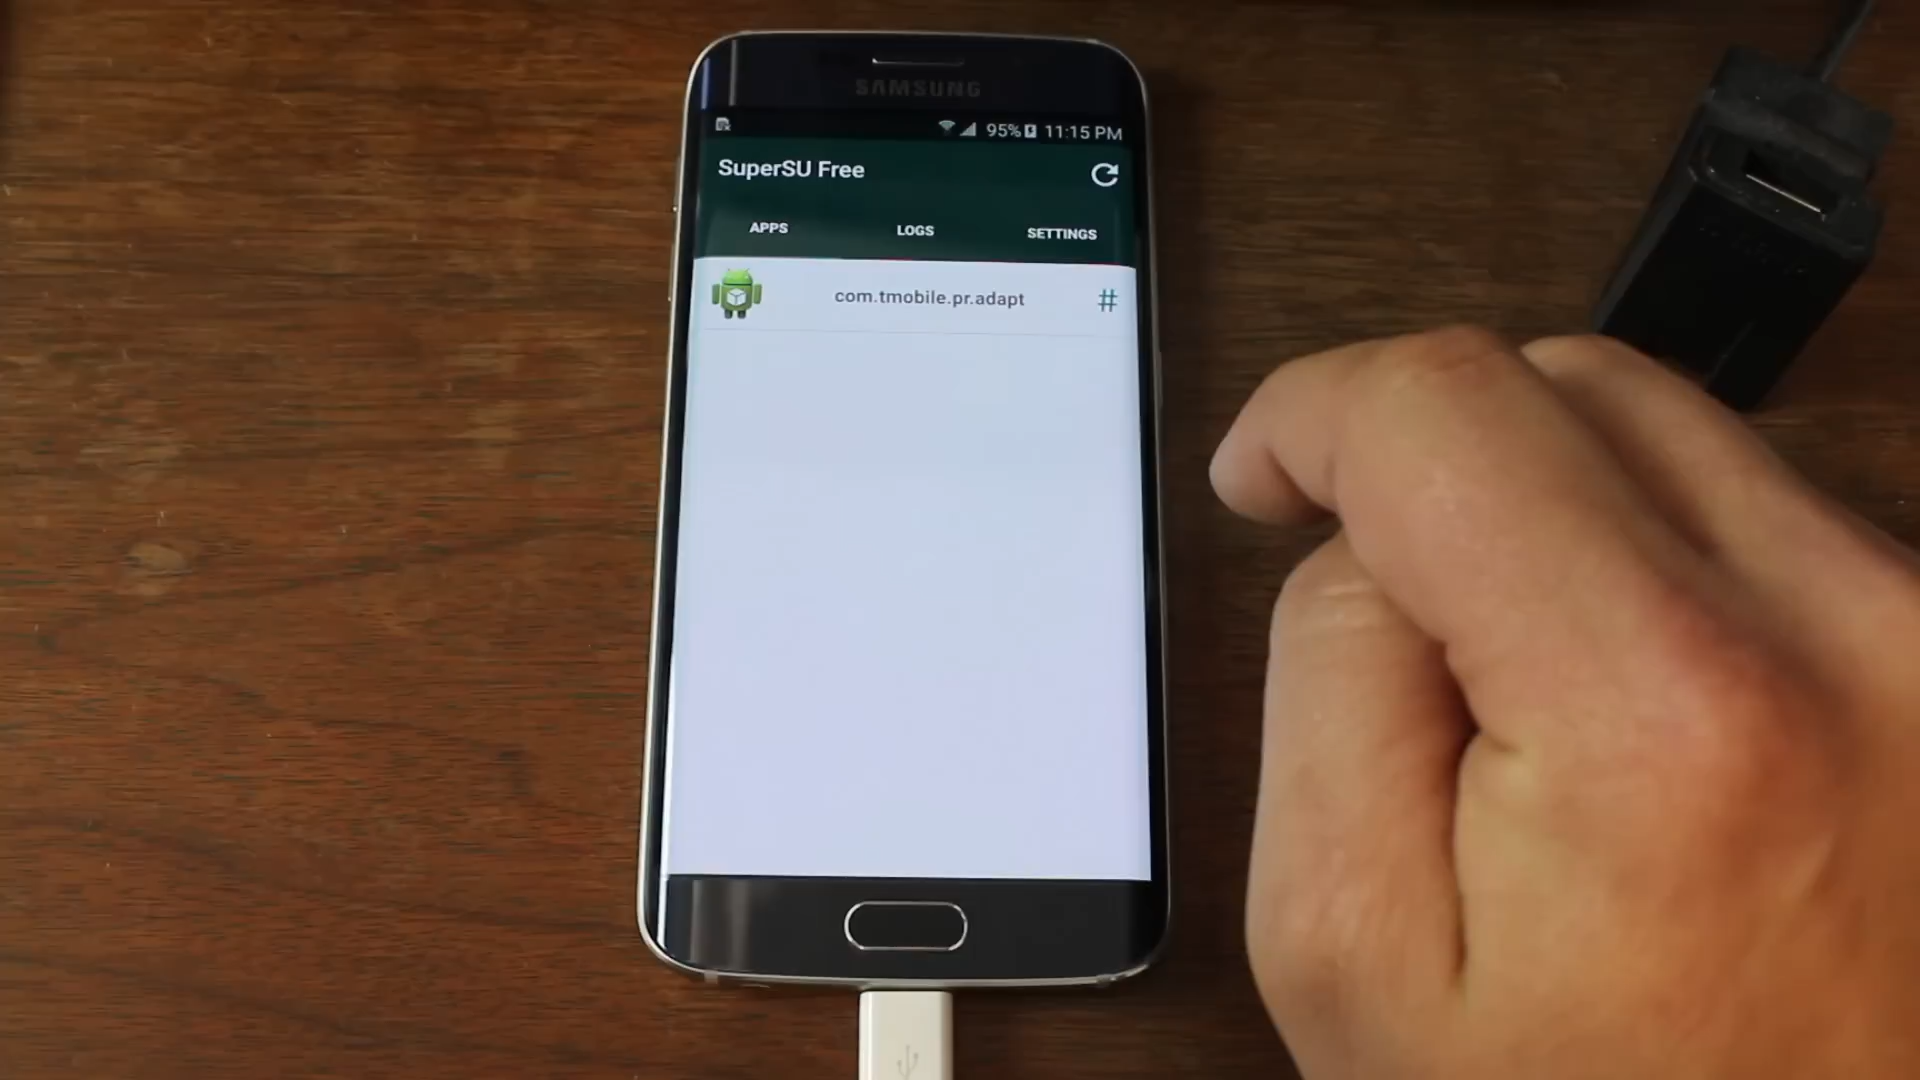 SAMSUNG
95% 11:15 PM
SuperSU Free
APPS LOGS SETTINGS
com.tmobile.pr.adapt #